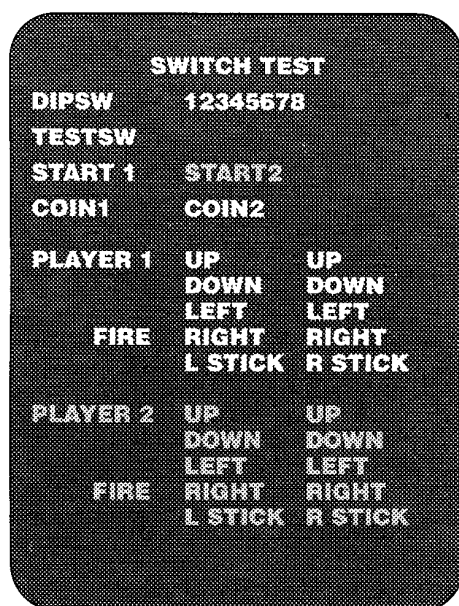 SWITCH TEST
DIPSW 12345678
TESTSW
START 1 START2
COIN1 COIN2
PLAYER 1 UP UP
DOWN DOWN
LEFT LEFT
FIRE RIGHT RIGHT
L STICK R STICK
PLAYER 2 UP UP
DOWN DOWN
LEFT LEFT
FIRE RIGHT RIGHT
L STICK R STICK